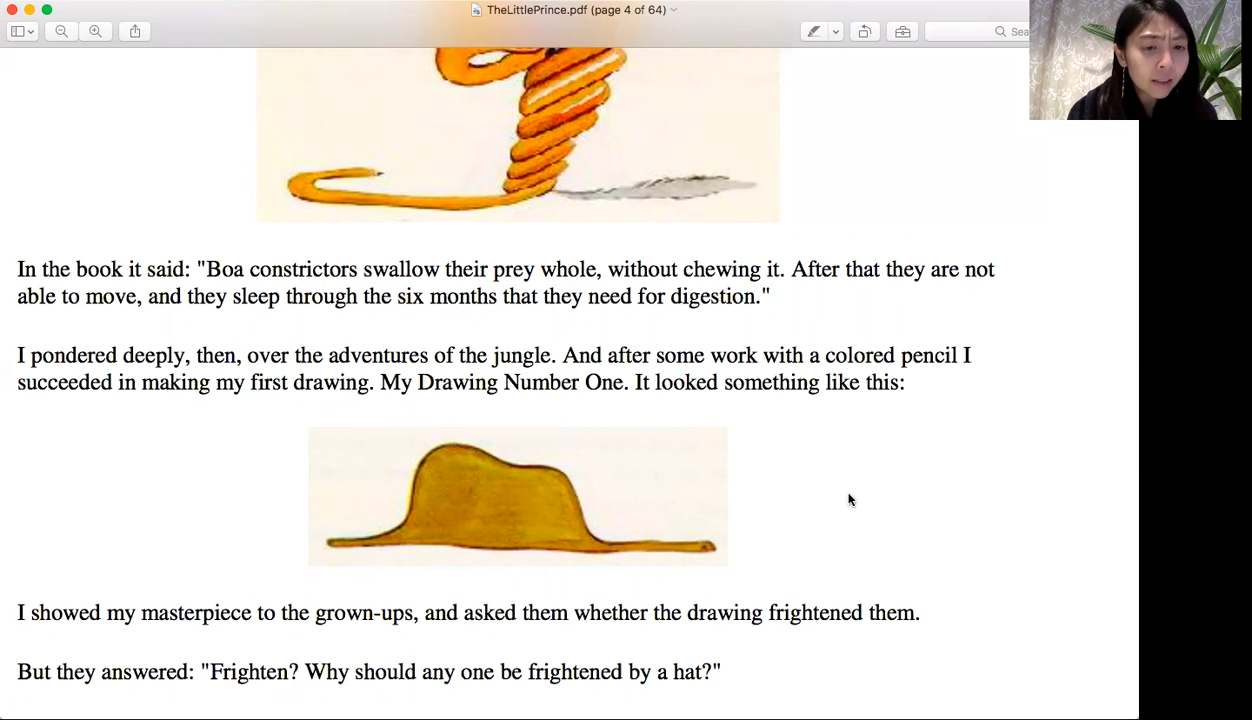 TheLittlePrince.pdf (page 4 of 64)
In the book it said: "Boa constrictors swallow their prey whole, without chewing it. After that they are not
able to move, and they sleep through the six months that they need for digestion."
I pondered deeply, then, over the adventures of the jungle. And after some work with a colored pencil I
succeeded in making my first drawing. My Drawing Number One. It looked something like this:
I showed my masterpiece to the grown-ups, and asked them whether the drawing frightened them.
But they answered: "Frighten? Why should any one be frightened by a hat?"